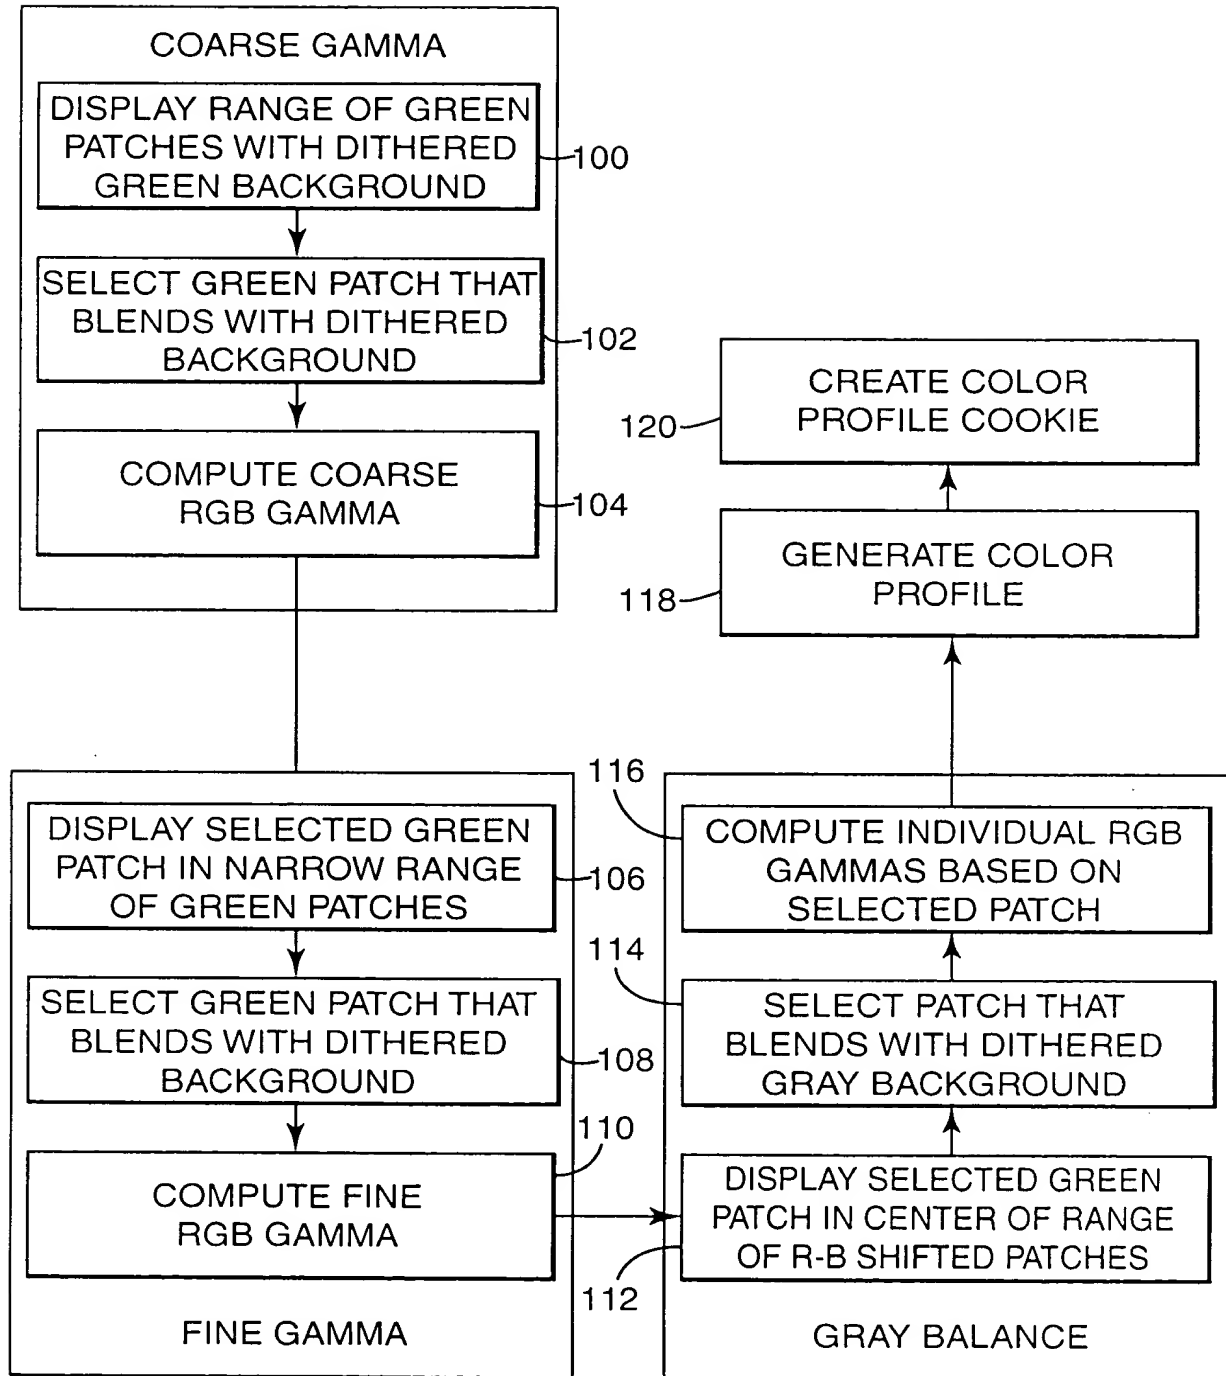 COARSE GAMMA
DISPLAY RANGE OF GREEN
PATCHES WITH DITHERED
GREEN BACKGROUND
100
SELECT GREEN PATCH THAT
BLENDS WITH DITHERED
BACKGROUND
102
COMPUTE COARSE
RGB GAMMA
104
DISPLAY SELECTED GREEN
PATCH IN NARROW RANGE
OF GREEN PATCHES
106
SELECT GREEN PATCH THAT
BLENDS WITH DITHERED
BACKGROUND
108
110
COMPUTE FINE
RGB GAMMA
FINE GAMMA
CREATE COLOR
PROFILE COOKIE
120
GENERATE COLOR
PROFILE
118
116
COMPUTE INDIVIDUAL RGB
GAMMAS BASED ON
SELECTED PATCH
114
SELECT PATCH THAT
BLENDS WITH DITHERED
GRAY BACKGROUND
DISPLAY SELECTED GREEN
PATCH IN CENTER OF RANGE
OF R-B SHIFTED PATCHES
112
GRAY BALANCE